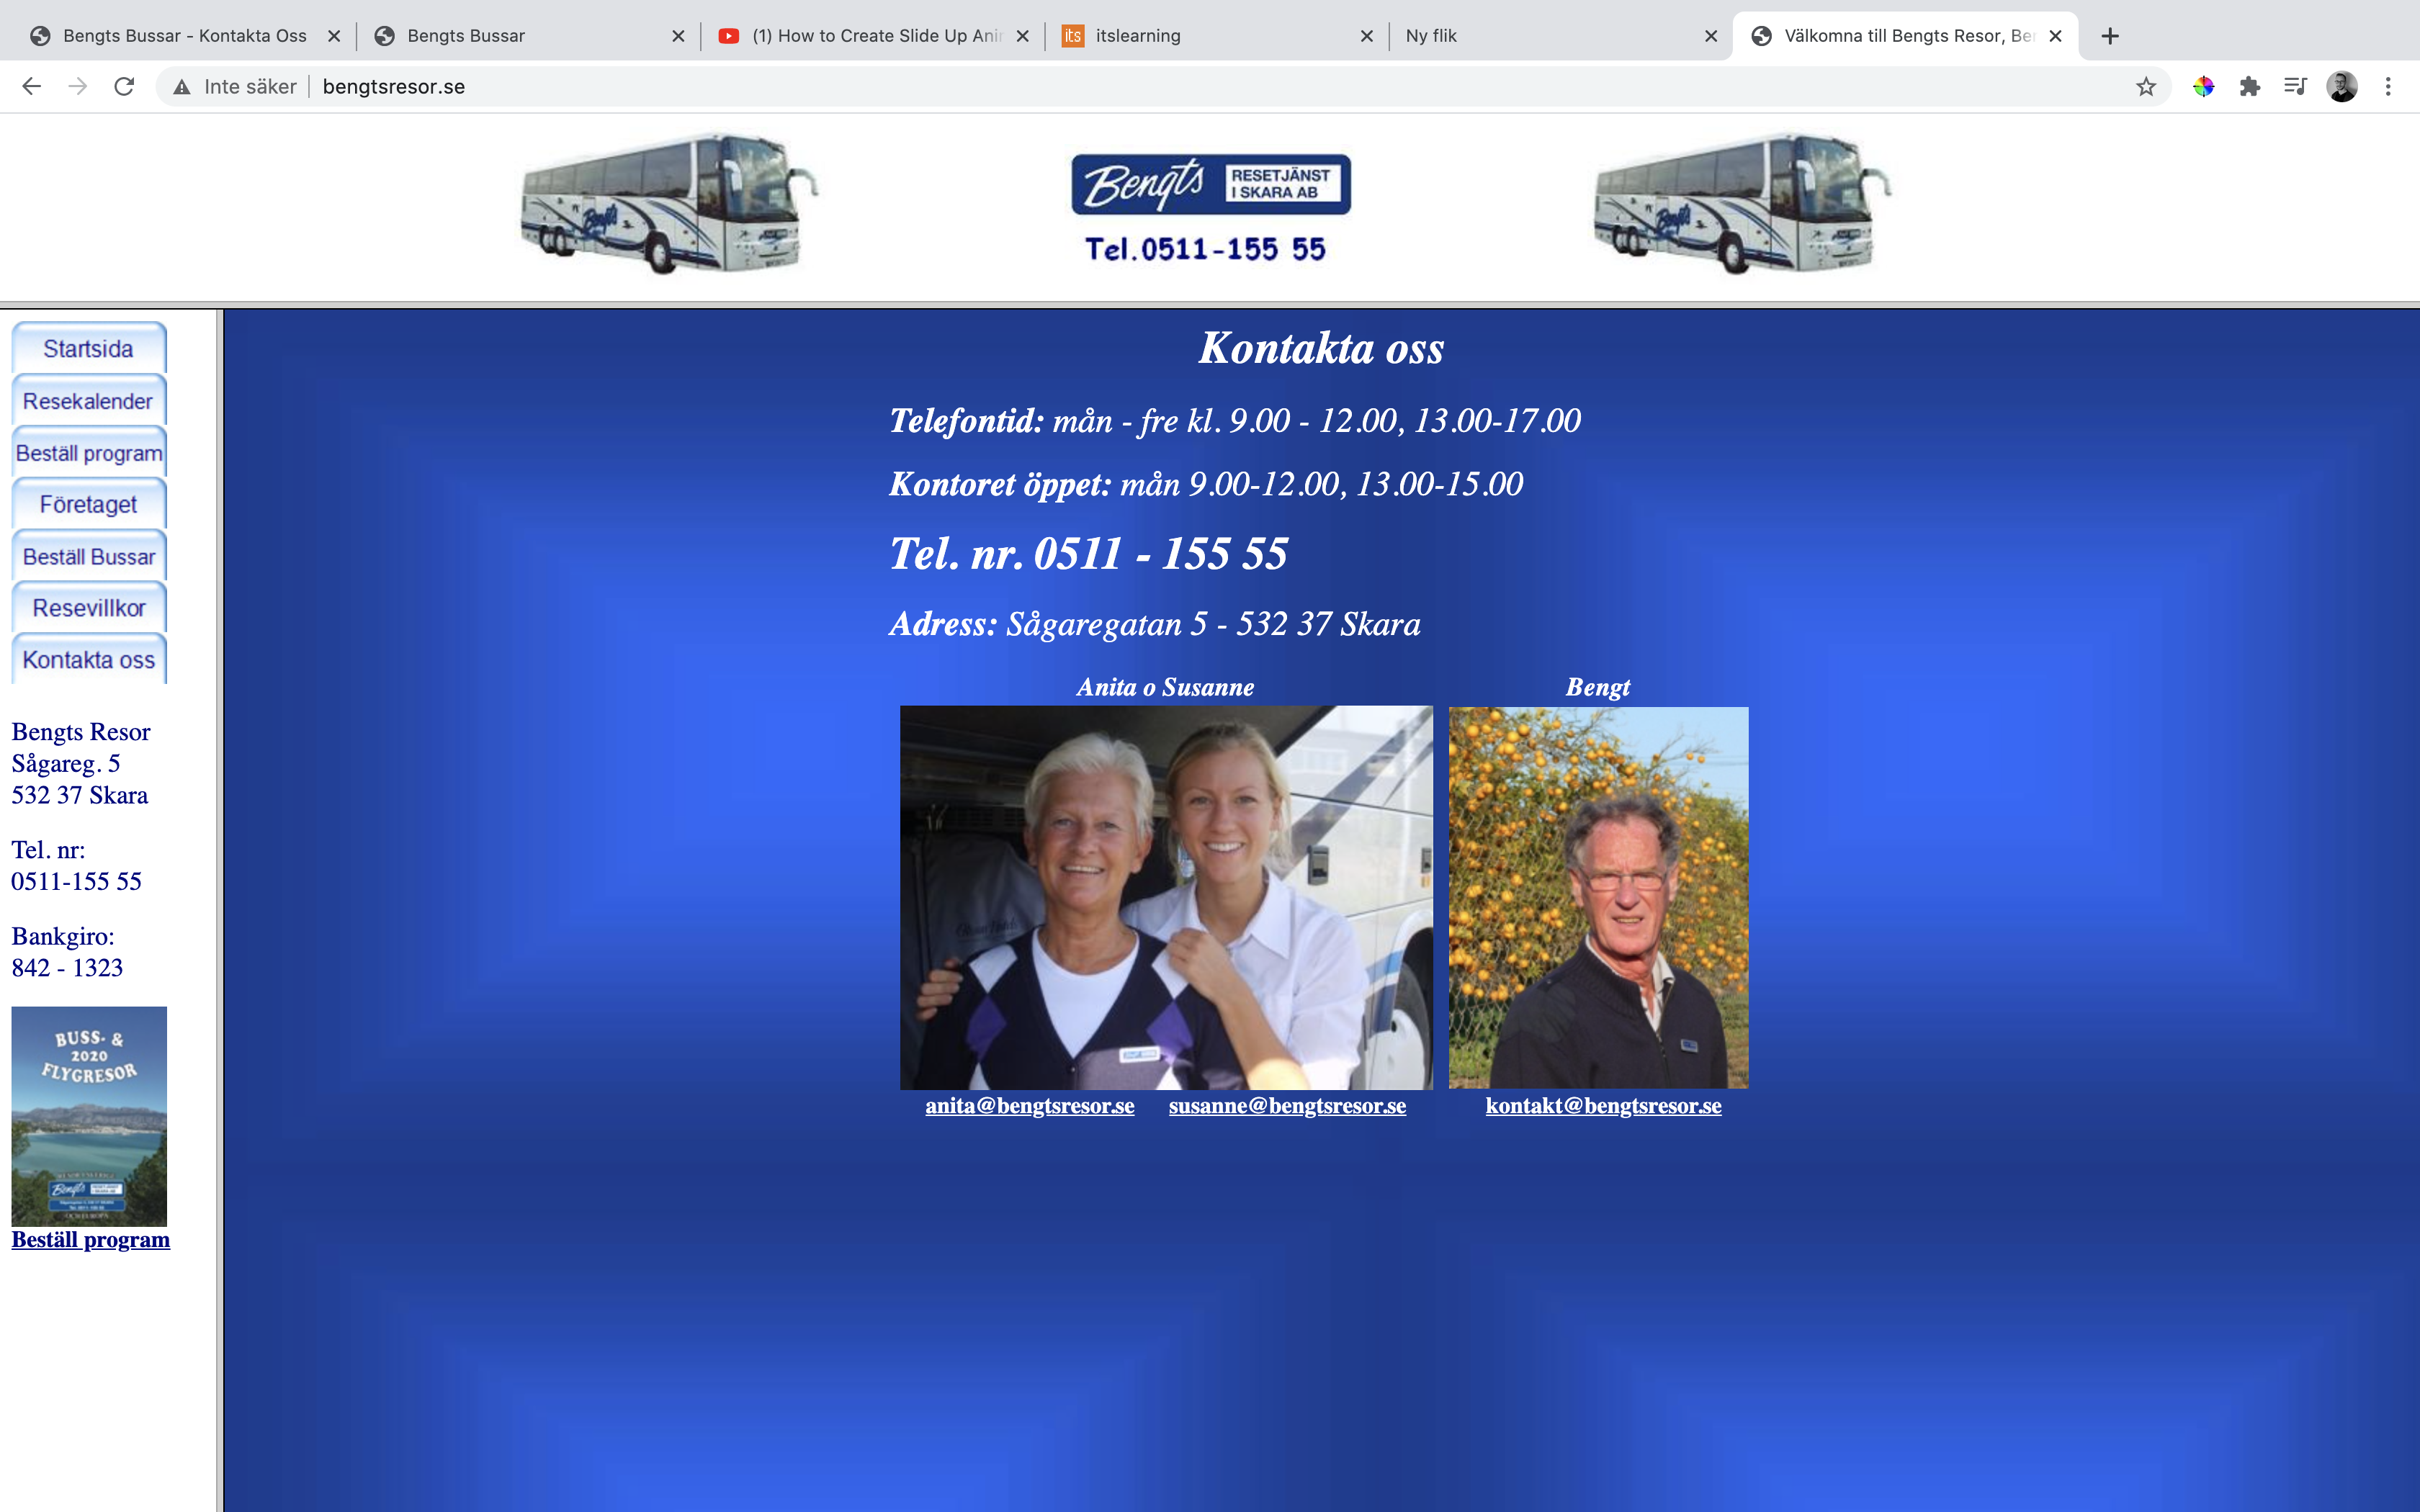 Bengts Bussar - Kontakta Oss
Bengts Bussar
(1) How to Create Slide Up Ani
itslearning
Ny flik
Välkomna till Bengts Resor, Be
Inte säker
bengtsresor.se
Bengts RESETJÄNST
I SKARA AB
Tel.0511-155 55
Startsida
Resekalender
Beställ program
Företaget
Beställ Bussar
Resevillkor
Kontakta oss
Bengts Resor
Sågareg. 5
532 37 Skara
Tel. nr:
0511-155 55
Bankgiro:
842 - 1323
BUSS- &
2020
FLYGRESOR
Bengts
Beställ program
Kontakta oss
Telefontid: mån - fre kl. 9.00 - 12.00, 13.00-17.00
Kontoret öppet: mån 9.00-12.00, 13.00-15.00
Tel. nr. 0511 - 155 55
Adress: Sågaregatan 5 - 532 37 Skara
Anita o Susanne
Bengt
anita@bengtsresor.se susanne@bengtsresor.se
kontakt@bengtsresor.se